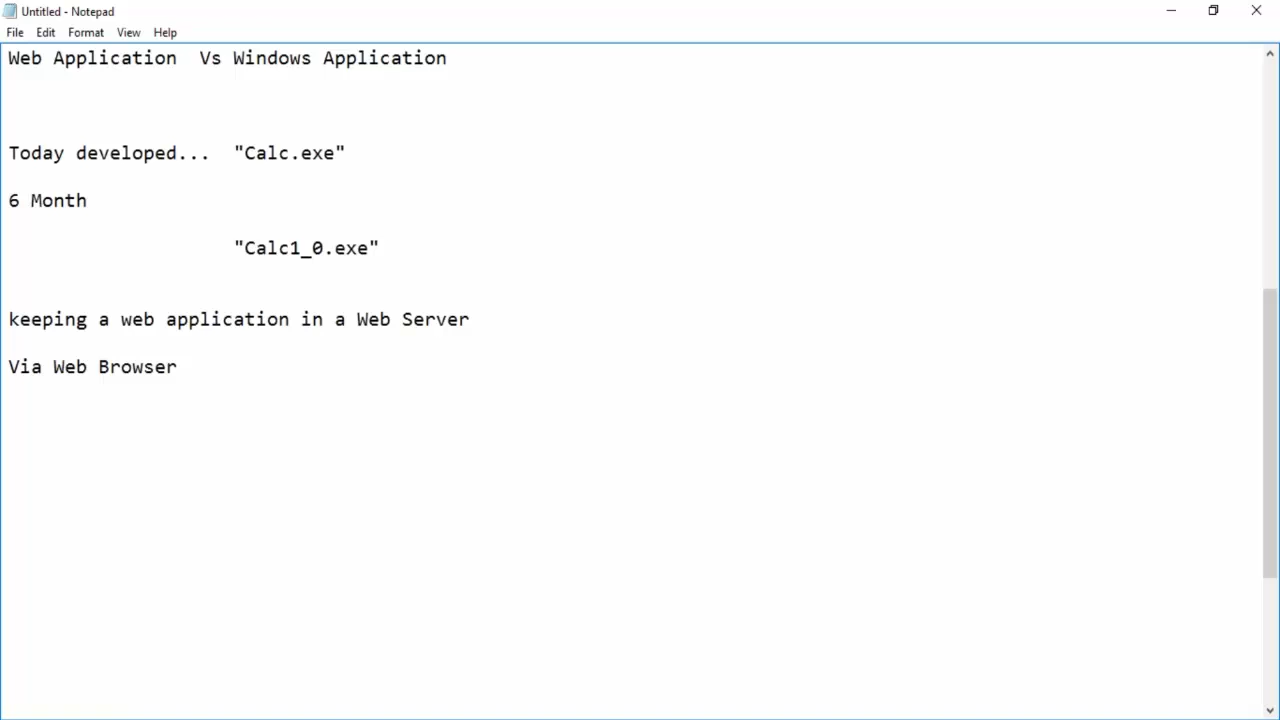 Untitled - Notepad
File Edit Format View Help
Web Application  Vs Windows Application
Today developed...  "Calc.exe"
6 Month
"Calc1_0.exe"
keeping a web application in a Web Server
Via Web Browser